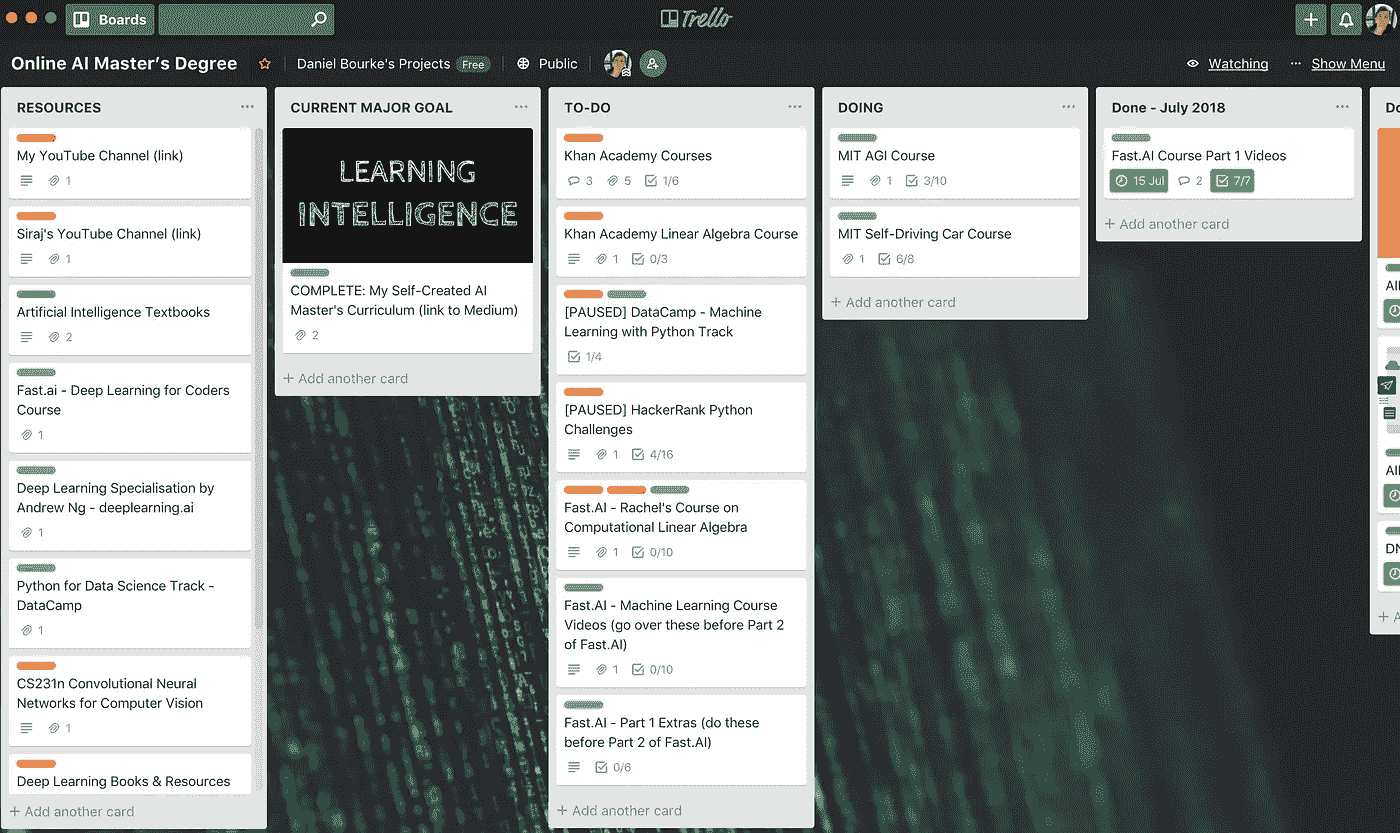 Boards
Trello
Online AI Master's Degree
Daniel Bourke's Projects
Free
Public
Watching
Show Menu
RESOURCES
My YouTube Channel (link)
1
Siraj's YouTube Channel (link)
1
Artificial Intelligence Textbooks
2
Fast.ai - Deep Learning for Coders
Course
1
Deep Learning Specialisation by
Andrew Ng - deeplearning.ai
1
Python for Data Science Track -
DataCamp
1
CS231n Convolutional Neural
Networks for Computer Vision
1
Deep Learning Books & Resources
+ Add another card
CURRENT MAJOR GOAL
LEARNING
INTELLIGENCE
COMPLETE: My Self-Created AI
Master's Curriculum (link to Medium)
2
+ Add another card
TO-DO
Khan Academy Courses
3 5 1/6
Khan Academy Linear Algebra Course
1 0/3
[PAUSED] DataCamp - Machine
Learning with Python Track
1/4
[PAUSED] HackerRank Python
Challenges
1 4/16
Fast.AI - Rachel's Course on
Computational Linear Algebra
1 0/10
Fast.AI - Machine Learning Course
Videos (go over these before Part 2
of Fast.AI)
1 0/10
Fast.AI - Part 1 Extras (do these
before Part 2 of Fast.AI)
0/6
+ Add another card
DOING
MIT AGI Course
1 3/10
MIT Self-Driving Car Course
1 6/8
+ Add another card
Done - July 2018
Fast.AI Course Part 1 Videos
15 Jul 2 7/7
+ Add another card